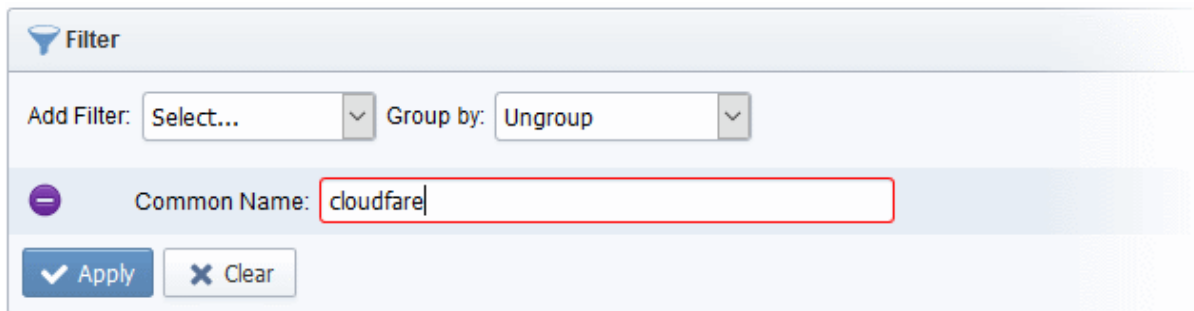 Filter
Add Filter: Select... Group by: Ungroup
Common Name: cloudfare
Apply Clear